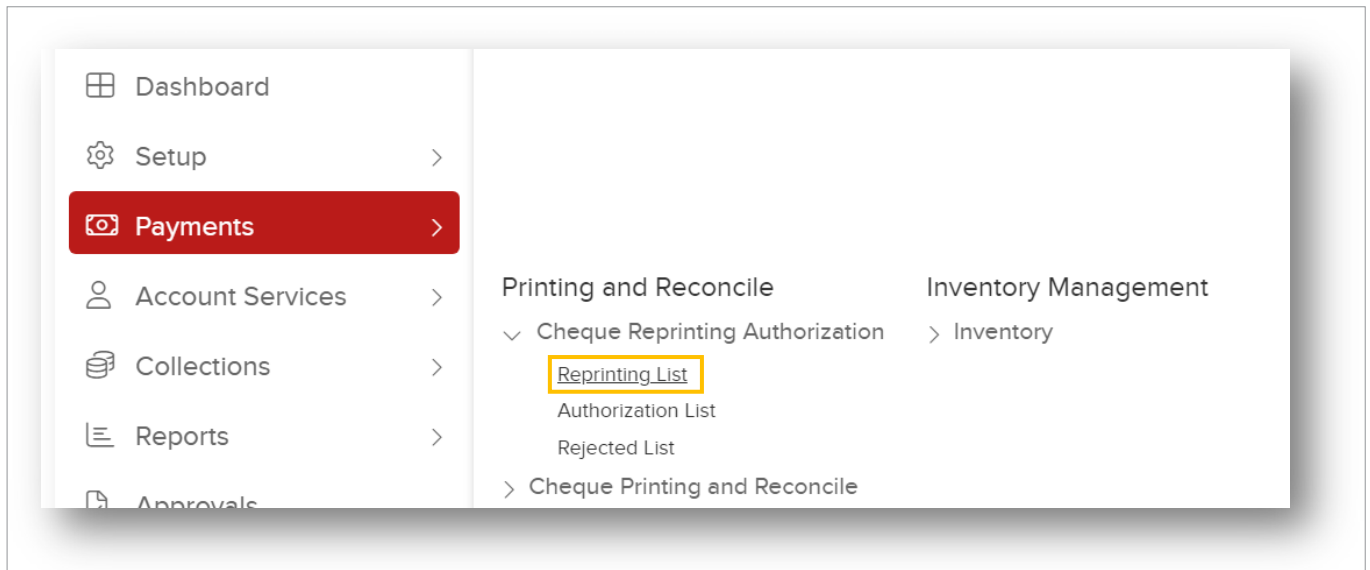 Dashboard
Setup
Payments
Account Services
Collections
Reports
Approvals
Printing and Reconcile
Cheque Reprinting Authorization
Reprinting List
Authorization List
Rejected List
Cheque Printing and Reconcile
Inventory Management
Inventory